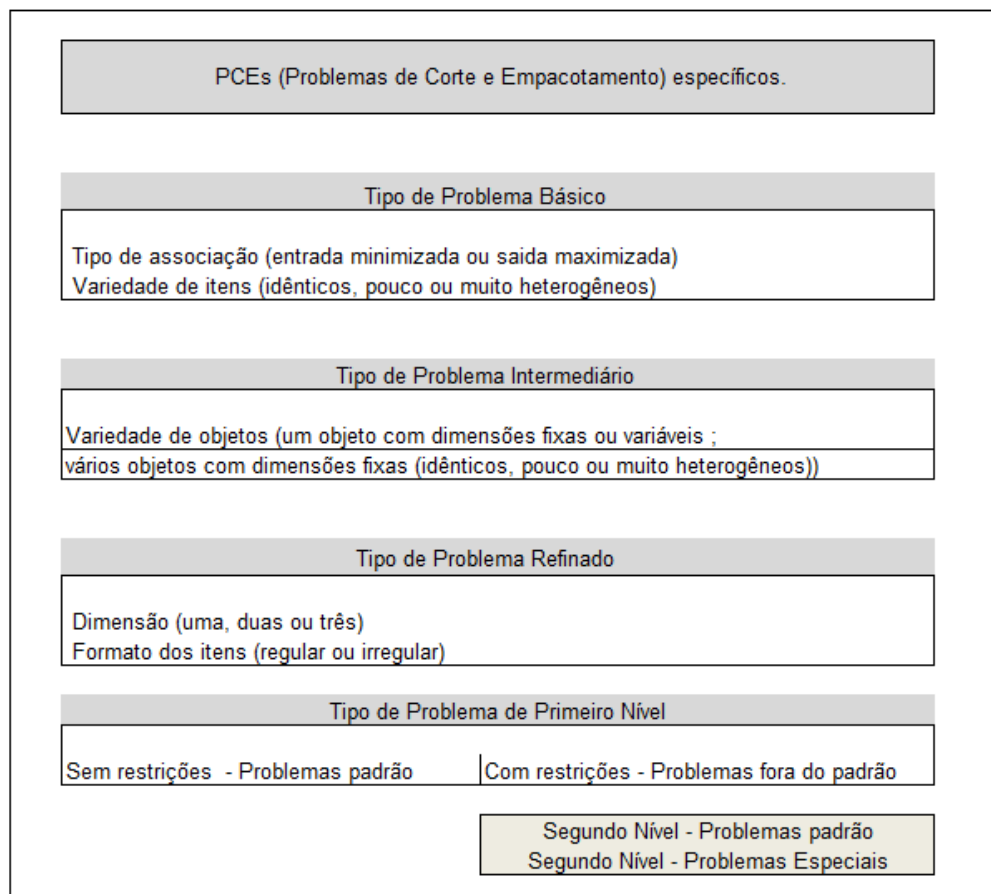 PCEs (Problemas de Corte e Empacotamento) específicos.
Tipo de Problema Básico
Tipo de associação (entrada minimizada ou saida maximizada)
Variedade de itens (idênticos, pouco ou muito heterogêneos)
Tipo de Problema Intermediário
Variedade de objetos (um objeto com dimensões fixas ou variáveis ;
vários objetos com dimensões fixas (idênticos, pouco ou muito heterogêneos))
Tipo de Problema Refinado
Dimensão (uma, duas ou três)
Formato dos itens (regular ou irregular)
Tipo de Problema de Primeiro Nível
Sem restrições - Problemas padrão
Com restrições - Problemas fora do padrão
Segundo Nível - Problemas padrão
Segundo Nível - Problemas Especiais